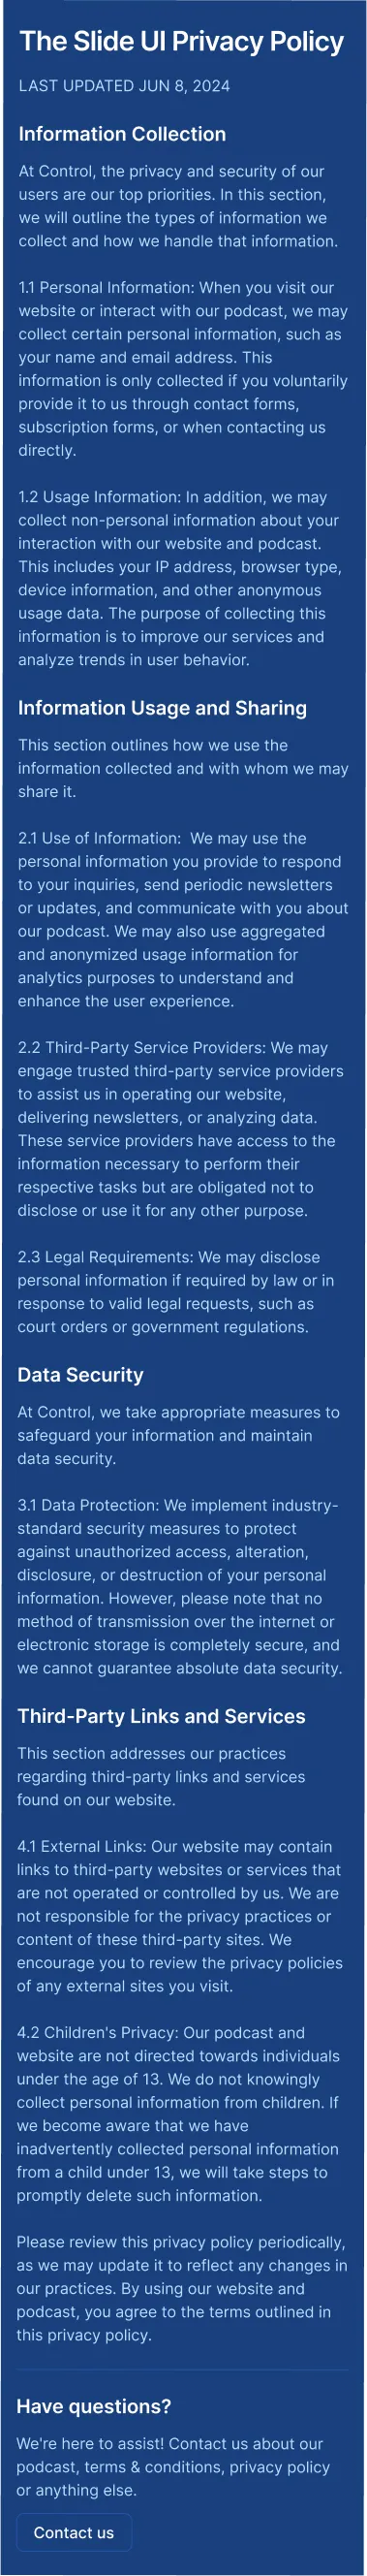 The Slide UI Privacy Policy
LAST UPDATED JUN 8, 2024
Information Collection
At Control, the privacy and security of our
users are our top priorities. In this section,
we will outline the types of information we
collect and how we handle that information.
1.1 Personal Information: When you visit our
website or interact with our podcast, we may
collect certain personal information, such as
your name and email address. This
information is only collected if you voluntarily
provide it to us through contact forms,
subscription forms, or when contacting us
directly.
1.2 Usage Information: In addition, we may
collect non-personal information about your
interaction with our website and podcast.
This includes your IP address, browser type,
device information, and other anonymous
usage data. The purpose of collecting this
information is to improve our services and
analyze trends in user behavior.
Information Usage and Sharing
This section outlines how we use the
information collected and with whom we may
share it.
2.1 Use of Information:  We may use the
personal information you provide to respond
to your inquiries, send periodic newsletters
or updates, and communicate with you about
our podcast. We may also use aggregated
and anonymized usage information for
analytics purposes to understand and
enhance the user experience.
2.2 Third-Party Service Providers: We may
engage trusted third-party service providers
to assist us in operating our website,
delivering newsletters, or analyzing data.
These service providers have access to the
information necessary to perform their
respective tasks but are obligated not to
disclose or use it for any other purpose.
2.3 Legal Requirements: We may disclose
personal information if required by law or in
response to valid legal requests, such as
court orders or government regulations.
Data Security
At Control, we take appropriate measures to
safeguard your information and maintain
data security.
3.1 Data Protection: We implement industry-
standard security measures to protect
against unauthorized access, alteration,
disclosure, or destruction of your personal
information. However, please note that no
method of transmission over the internet or
electronic storage is completely secure, and
we cannot guarantee absolute data security.
Third-Party Links and Services
This section addresses our practices
regarding third-party links and services
found on our website.
4.1 External Links: Our website may contain
links to third-party websites or services that
are not operated or controlled by us. We are
not responsible for the privacy practices or
content of these third-party sites. We
encourage you to review the privacy policies
of any external sites you visit.
4.2 Children's Privacy: Our podcast and
website are not directed towards individuals
under the age of 13. We do not knowingly
collect personal information from children. If
we become aware that we have
inadvertently collected personal information
from a child under 13, we will take steps to
promptly delete such information.
Please review this privacy policy periodically,
as we may update it to reflect any changes in
our practices. By using our website and
podcast, you agree to the terms outlined in
this privacy policy.
Have questions?
We're here to assist! Contact us about our
podcast, terms & conditions, privacy policy
or anything else.
Contact us